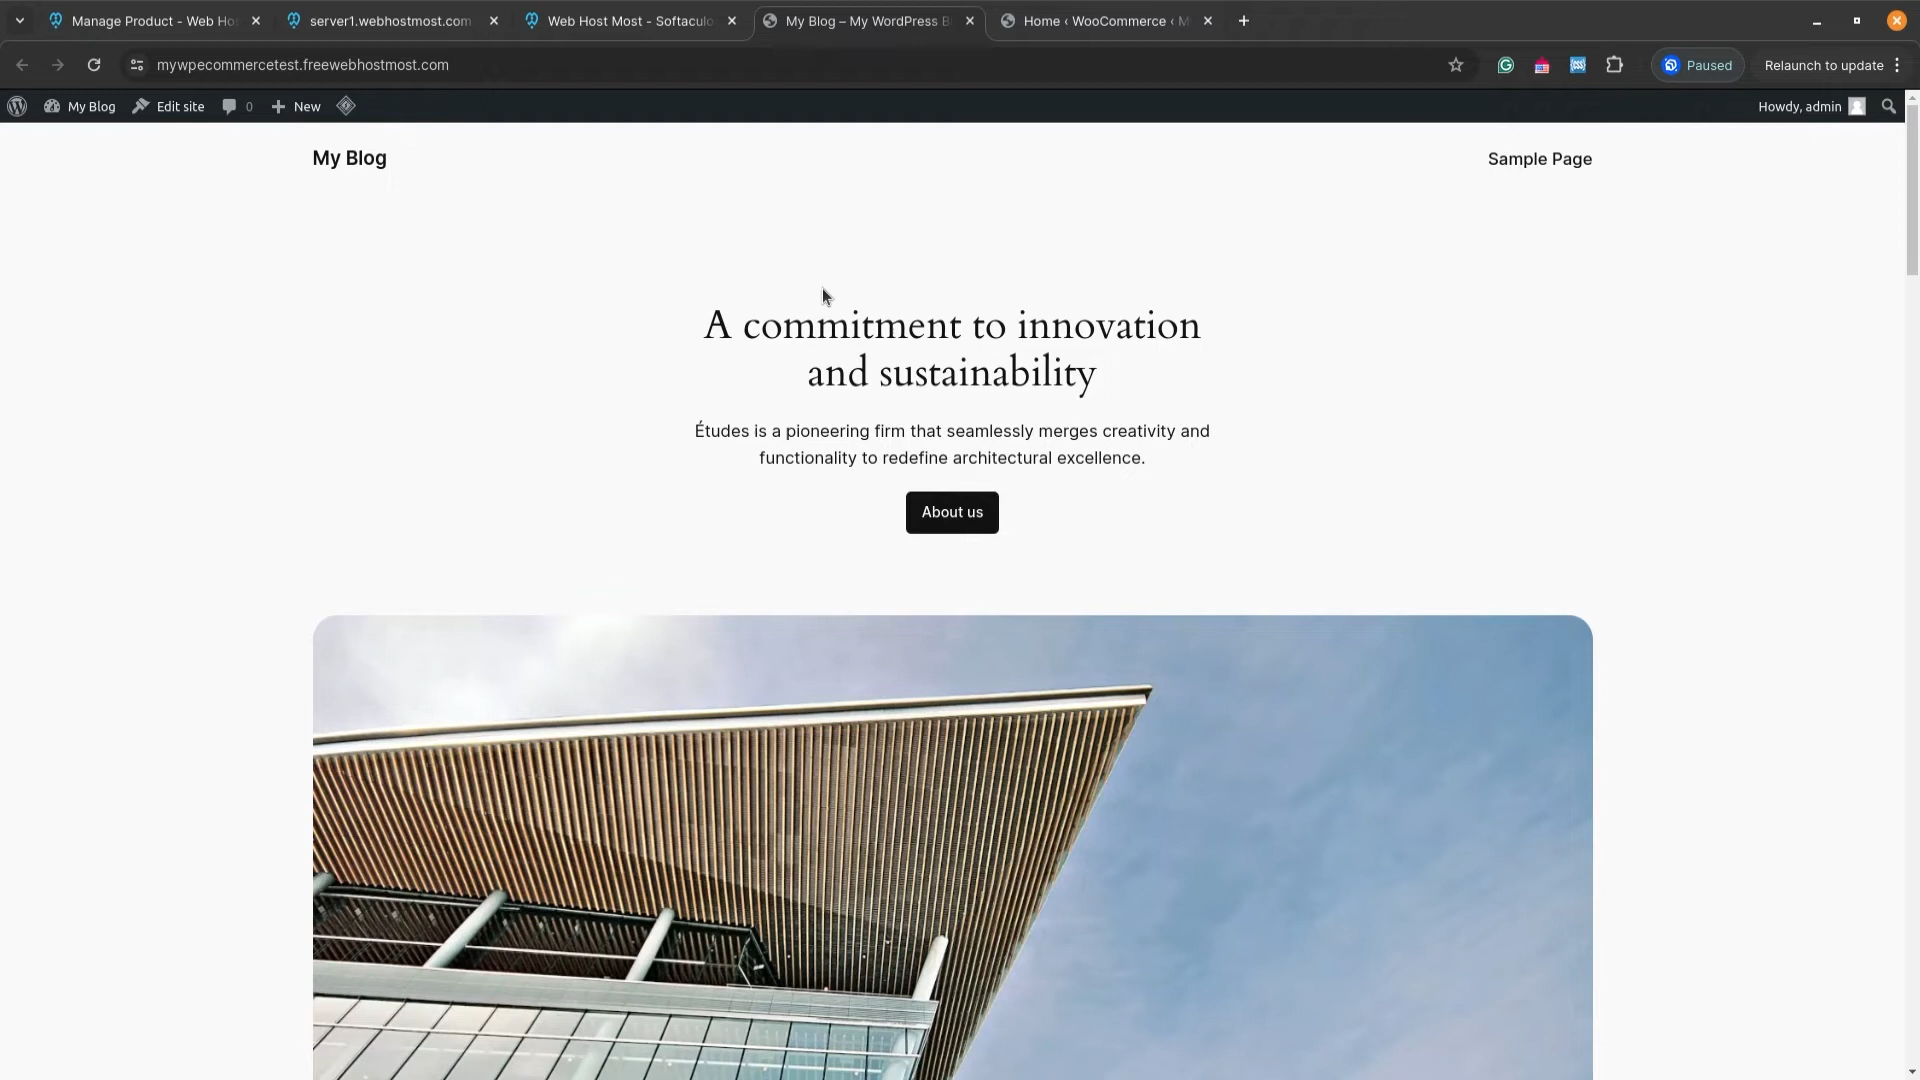 Manage Product - Web Ho
server1.webhostmost.com
Web Host Most - Softaculo
My Blog – My WordPress B
Home ‹ WooCommerce ‹ M
mywpecommercetest.freewebhostmost.com
Paused
Relaunch to update
My Blog
Edit site
0
New
Howdy, admin
My Blog
Sample Page
A commitment to innovation
and sustainability
Études is a pioneering firm that seamlessly merges creativity and
functionality to redefine architectural excellence.
About us